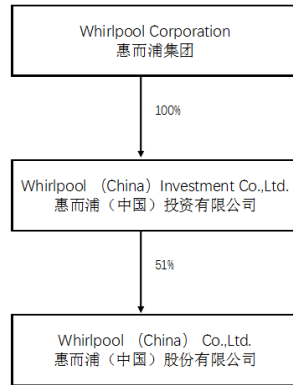 Whirlpool Corporation
惠而浦集团
100%
Whirlpool （China）Investment Co.,Ltd.
惠而浦（中国）投资有限公司
51%
Whirlpool （China） Co.,Ltd.
惠而浦（中国）股份有限公司